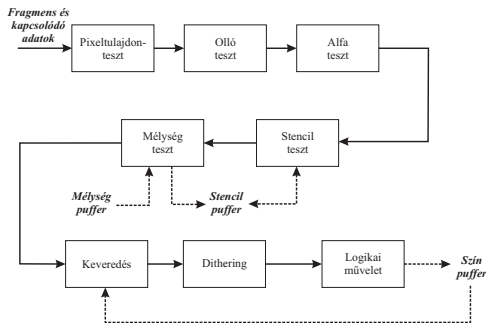 Fragmens és
kapcsolódó
adatok
Pixeltulajdon-
teszt
Olló
teszt
Alfa
teszt
Mélység
teszt
Stencil
teszt
Mélység
puffer
Stencil
puffer
Keveredés
Dithering
Logikai
művelet
Szín
puffer